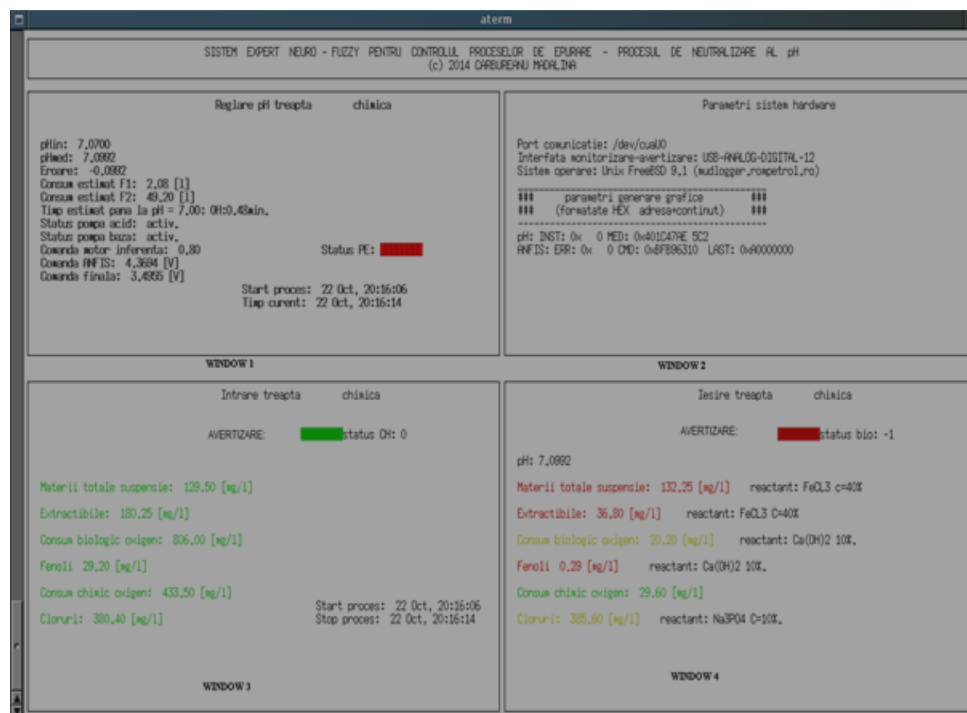 aterm
SISTEM EXPERT NEURO - FUZZY PENTRU CONTROLUL PROCESELOR DE EPURARE - PROCESUL DE NEUTRALIZARE AL pH
(c) 2014 CARBUREANU MADALINA
Reglare pH treapta chimica
pHin: 7,0700
pHmed: 7,0992
Eroare: -0,0992
Consum estimat F1: 2,08 [l]
Consum estimat F2: 49,20 [l]
Timp estimat pana la pH = 7,00: 0H:0,48min,
Status pompa acid: activ,
Status pompa baza: activ,
Comanda motor inferenta: 0,80
Status PE:
Comanda ANFIS: 4,3694 [V]
Comanda finala: 3,4955 [V]
Start proces: 22 Oct, 20:16:06
Timp curent: 22 Oct, 20:16:14
WINDOW 1
Parametri sistem hardware
Port comunicatie: /dev/cuaU0
Interfata monitorizare-avertizare: USB-ANALOG-DIGITAL-12
Sistem operare: Unix FreeBSD 9.1 (mudlogger.rompetrol.ro)
### parametri generare grafice ###
### (formatate HEX adresa+continut) ###
pH: INST: 0x 0 MED: 0x401C47AE 5C2
ANFIS: ERR: 0x 0 CMD: 0xBFB96310 LAST: 0xA0000000
WINDOW 2
Intrare treapta chimica
AVERTIZARE: status CH: 0
Materii totale suspensie: 129,50 [mg/l]
Extractibile: 180,25 [mg/l]
Consum biologic oxigen: 806,00 [mg/l]
Fenoli 29,20 [mg/l]
Consum chimic oxigen: 433,50 [mg/l]
Cloruri: 380,40 [mg/l]
Start proces: 22 Oct, 20:16:06
Stop proces: 22 Oct, 20:16:14
WINDOW 3
Iesire treapta chimica
AVERTIZARE: status bio: -1
pH: 7,0992
Materii totale suspensie: 132,25 [mg/l] reactant: FeCL3 c=40%
Extractibile: 36,80 [mg/l] reactant: FeCL3 C=40%
Consum biologic oxigen: 20,20 [mg/l] reactant: Ca(OH)2 10%,
Fenoli 0,29 [mg/l] reactant: Ca(OH)2 10%,
Consum chimic oxigen: 29,60 [mg/l]
Cloruri: 385,60 [mg/l] reactant: Na3PO4 C=10%,
WINDOW 4